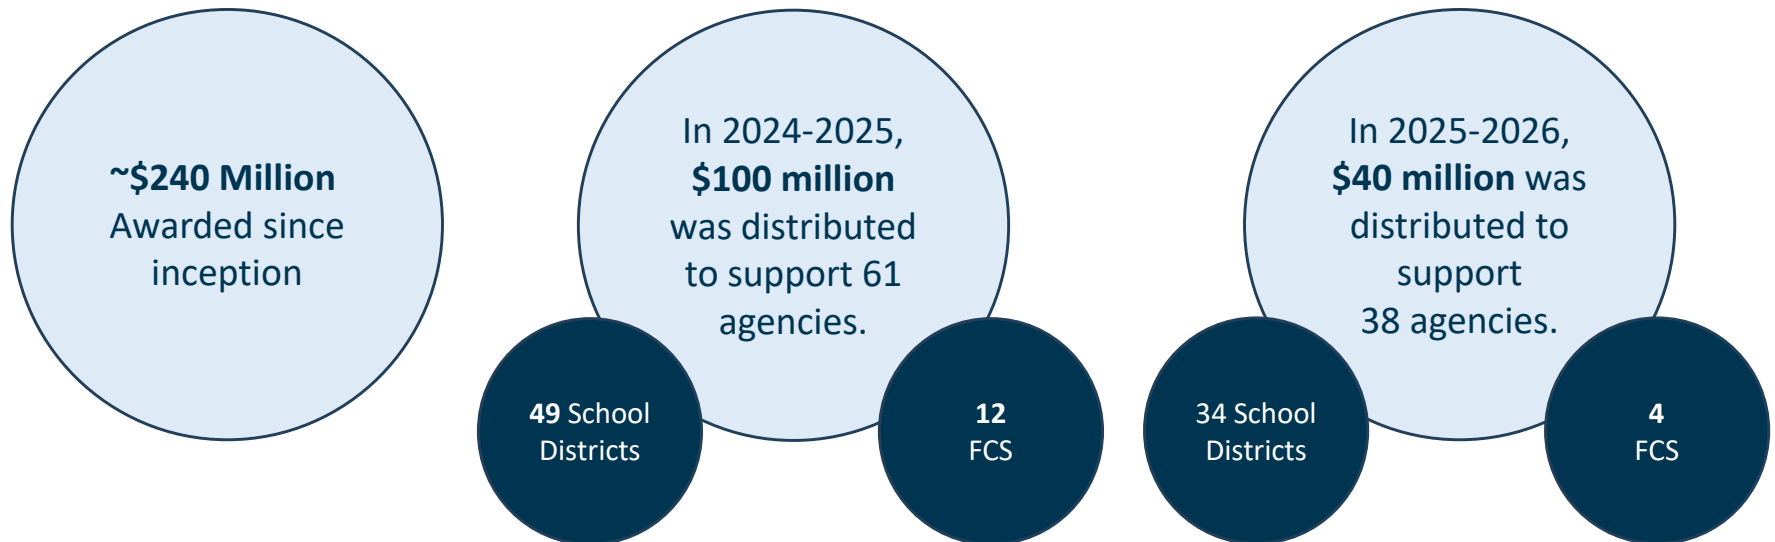 ~$240 Million
Awarded since
inception
In 2024-2025,
$100 million
was distributed
to support 61
agencies.
49 School
Districts
12
FCS
In 2025-2026,
$40 million was
distributed to
support
38 agencies.
34 School
Districts
4
FCS